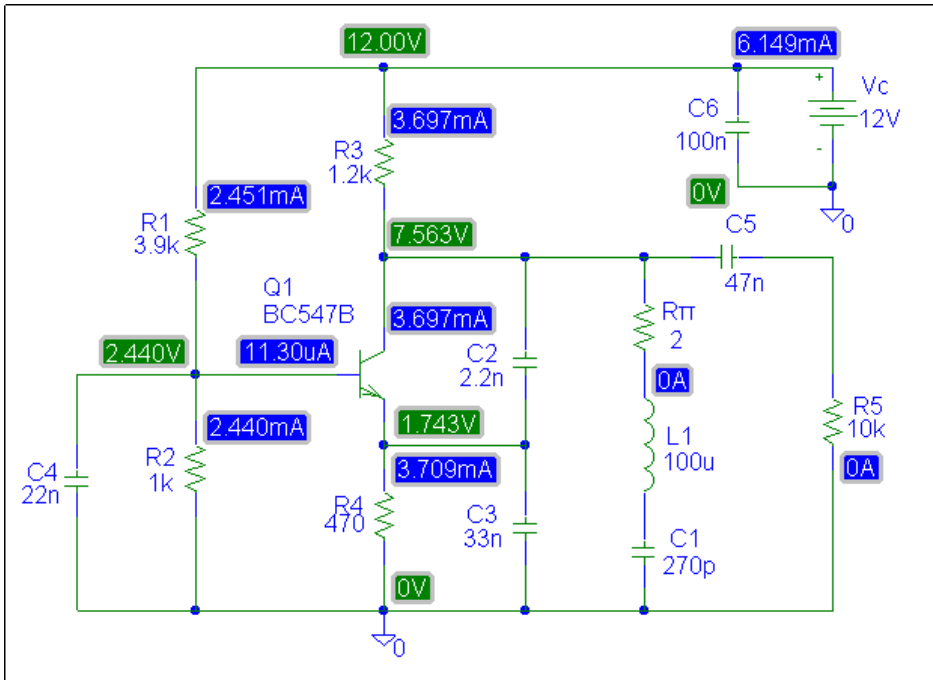 12.00V
6.149mA
+
Vc
12V
-
C6
100n
3.697mA
R3
1.2k
0V
0
2.451mA
R1
3.9k
7.563V
C5
47n
Q1
BC547B
3.697mA
Rπ
2
2.440V
11.30uA
C2
2.2n
0A
1.743V
R5
10k
L1
100u
2.440mA
R2
1k
3.709mA
0A
C4
22n
R4
470
C3
33n
C1
270p
0V
0